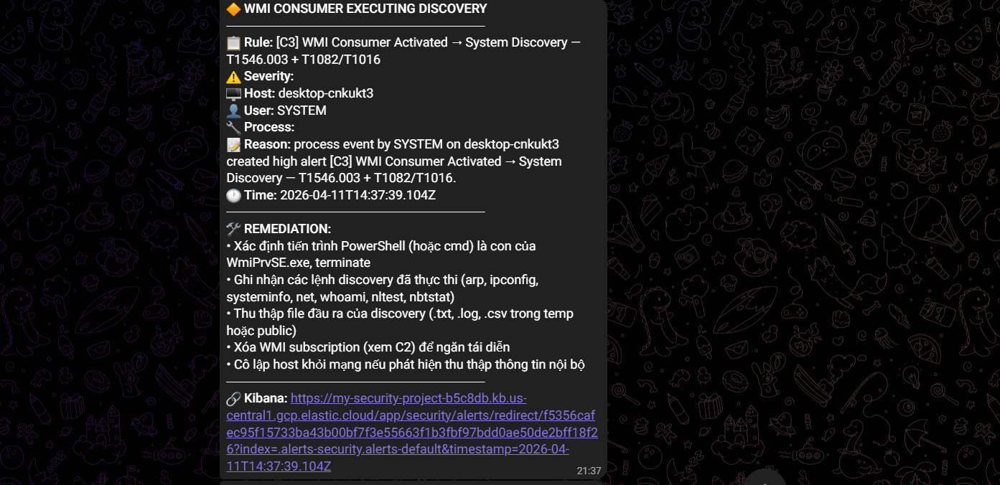 🔶 WMI CONSUMER EXECUTING DISCOVERY
📋 Rule: [C3] WMI Consumer Activated → System Discovery —
T1546.003 + T1082/T1016
⚠️ Severity:
🖥️ Host: desktop-cnkukt3
👤 User: SYSTEM
🔧 Process:
📝 Reason: process event by SYSTEM on desktop-cnkukt3
created high alert [C3] WMI Consumer Activated → System
Discovery — T1546.003 + T1082/T1016.
🕐 Time: 2026-04-11T14:37:39.104Z
🛠️ REMEDIATION:
• Xác định tiến trình PowerShell (hoặc cmd) là con của
WmiPrvSE.exe, terminate
• Ghi nhận các lệnh discovery đã thực thi (arp, ipconfig,
systeminfo, net, whoami, nltest, nbtstat)
• Thu thập file đầu ra của discovery (.txt, .log, .csv trong temp
hoặc public)
• Xóa WMI subscription (xem C2) để ngăn tái diễn
• Cô lập host khỏi mạng nếu phát hiện thu thập thông tin nội bộ
🔗 Kibana: https://my-security-project-b5c8db.kb.us-
central1.gcp.elastic.cloud/app/security/alerts/redirect/f5356caf
ec95f15733ba43b00bf7f3e55663f1b3fbf97bdd0ae50de2bff18f2
6?index=.alerts-security.alerts-default&timestamp=2026-04-
11T14:37:39.104Z
21:37